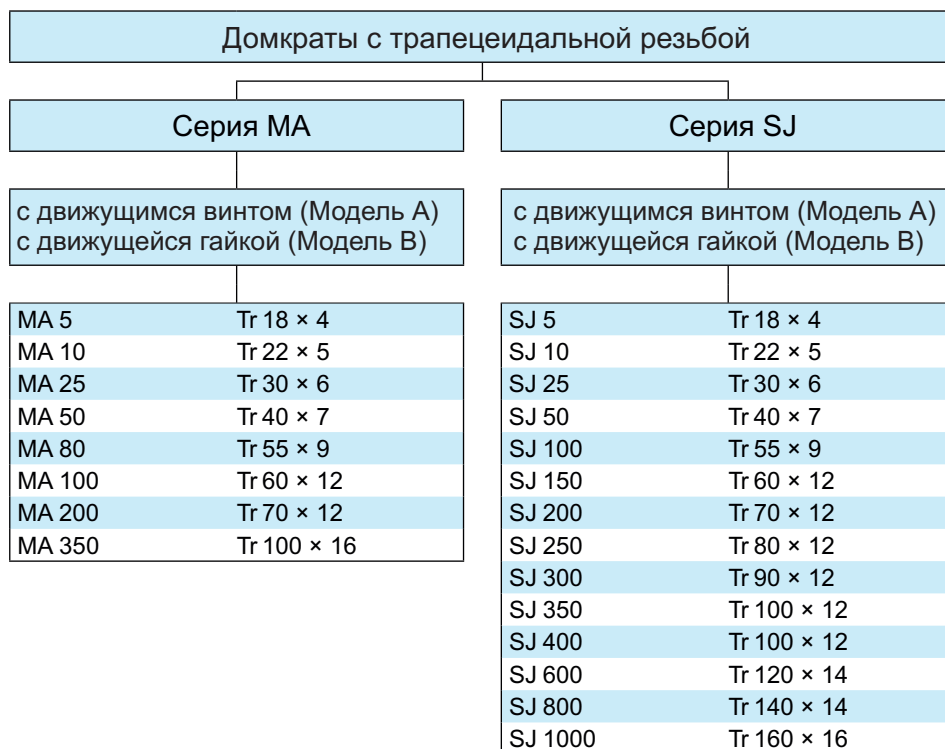 Домкраты с трапецеидальной резьбой
Серия MA
с движущимся винтом (Модель А)
с движущейся гайкой (Модель В)
MA 5 Tr 18 × 4
MA 10 Tr 22 × 5
MA 25 Tr 30 × 6
MA 50 Tr 40 × 7
MA 80 Tr 55 × 9
MA 100 Tr 60 × 12
MA 200 Tr 70 × 12
MA 350 Tr 100 × 16
Серия SJ
с движущимся винтом (Модель А)
с движущейся гайкой (Модель В)
SJ 5 Tr 18 × 4
SJ 10 Tr 22 × 5
SJ 25 Tr 30 × 6
SJ 50 Tr 40 × 7
SJ 100 Tr 55 × 9
SJ 150 Tr 60 × 12
SJ 200 Tr 70 × 12
SJ 250 Tr 80 × 12
SJ 300 Tr 90 × 12
SJ 350 Tr 100 × 12
SJ 400 Tr 100 × 12
SJ 600 Tr 120 × 14
SJ 800 Tr 140 × 14
SJ 1000 Tr 160 × 16